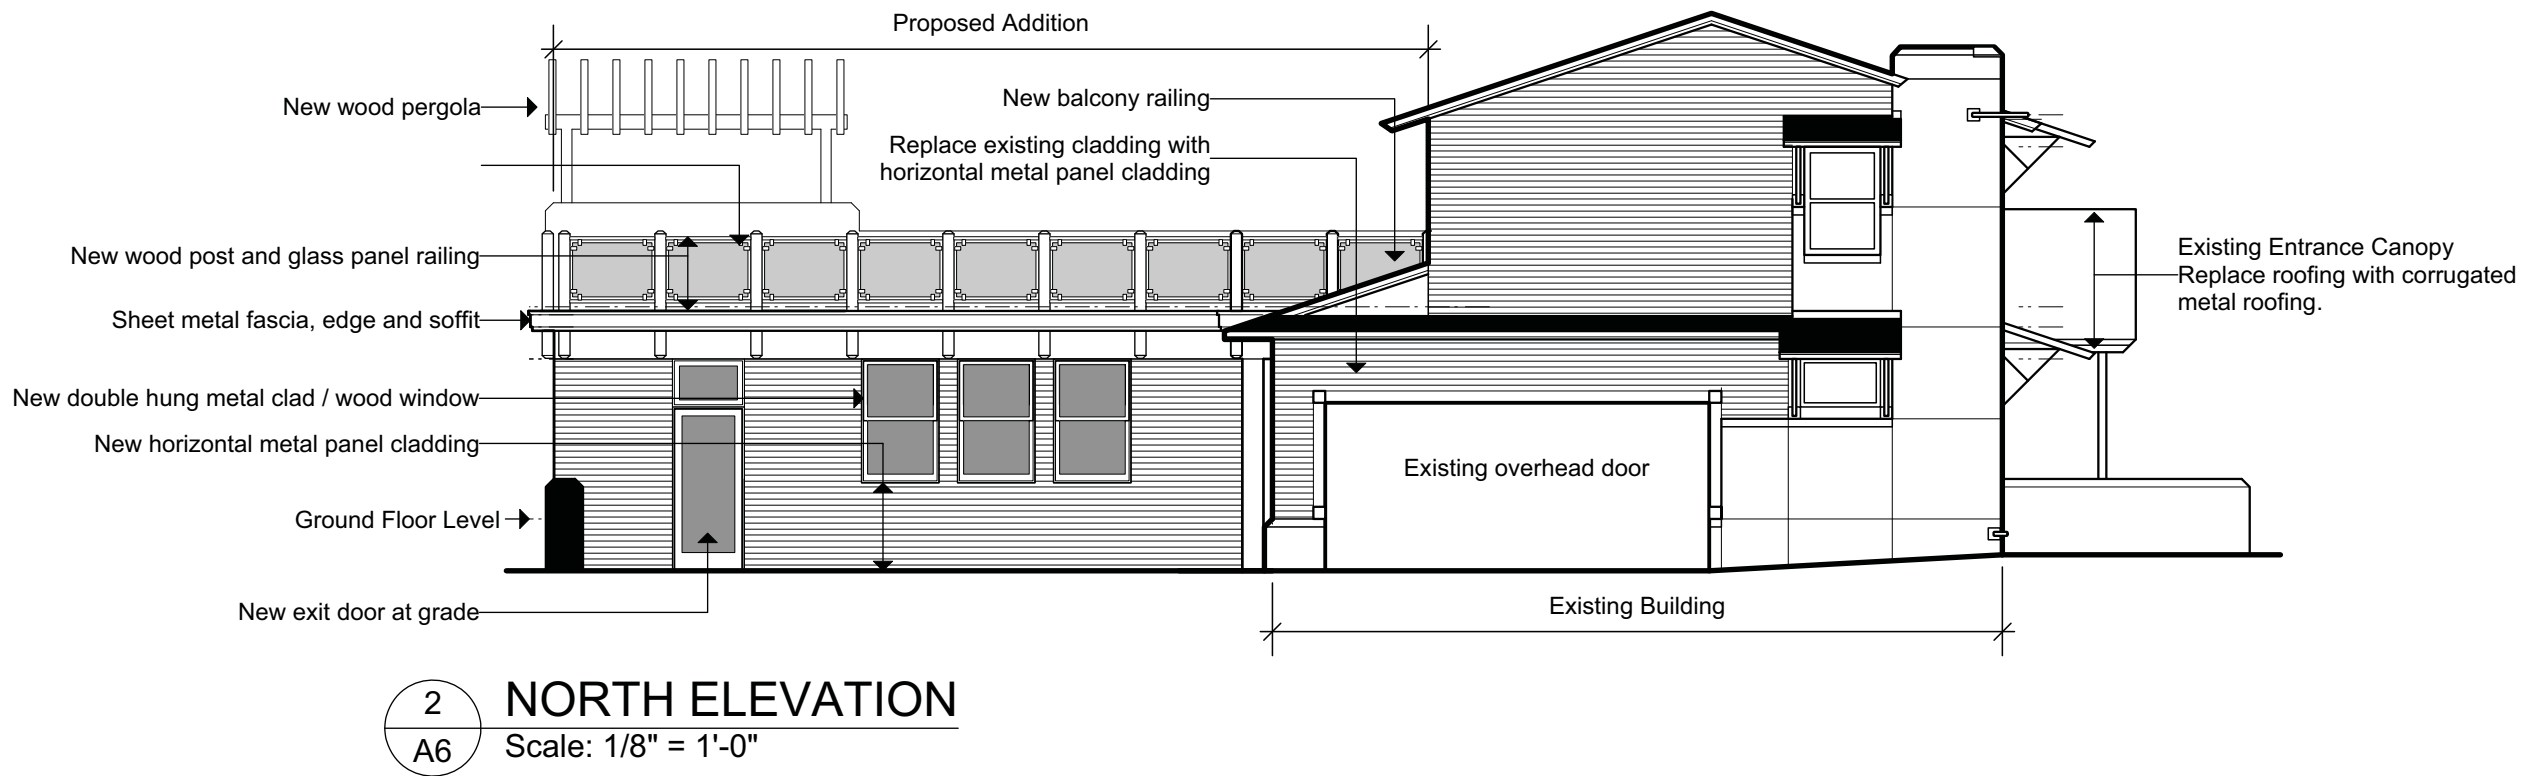 Proposed Addition
New wood pergola
New balcony railing
Replace existing cladding with
horizontal metal panel cladding
New wood post and glass panel railing
Existing Entrance Canopy
Replace roofing with corrugated
metal roofing.
Sheet metal fascia, edge and soffit
New double hung metal clad / wood window
New horizontal metal panel cladding
Existing overhead door
Ground Floor Level
New exit door at grade
Existing Building
2
A6
NORTH ELEVATION
Scale: 1/8" = 1'-0"